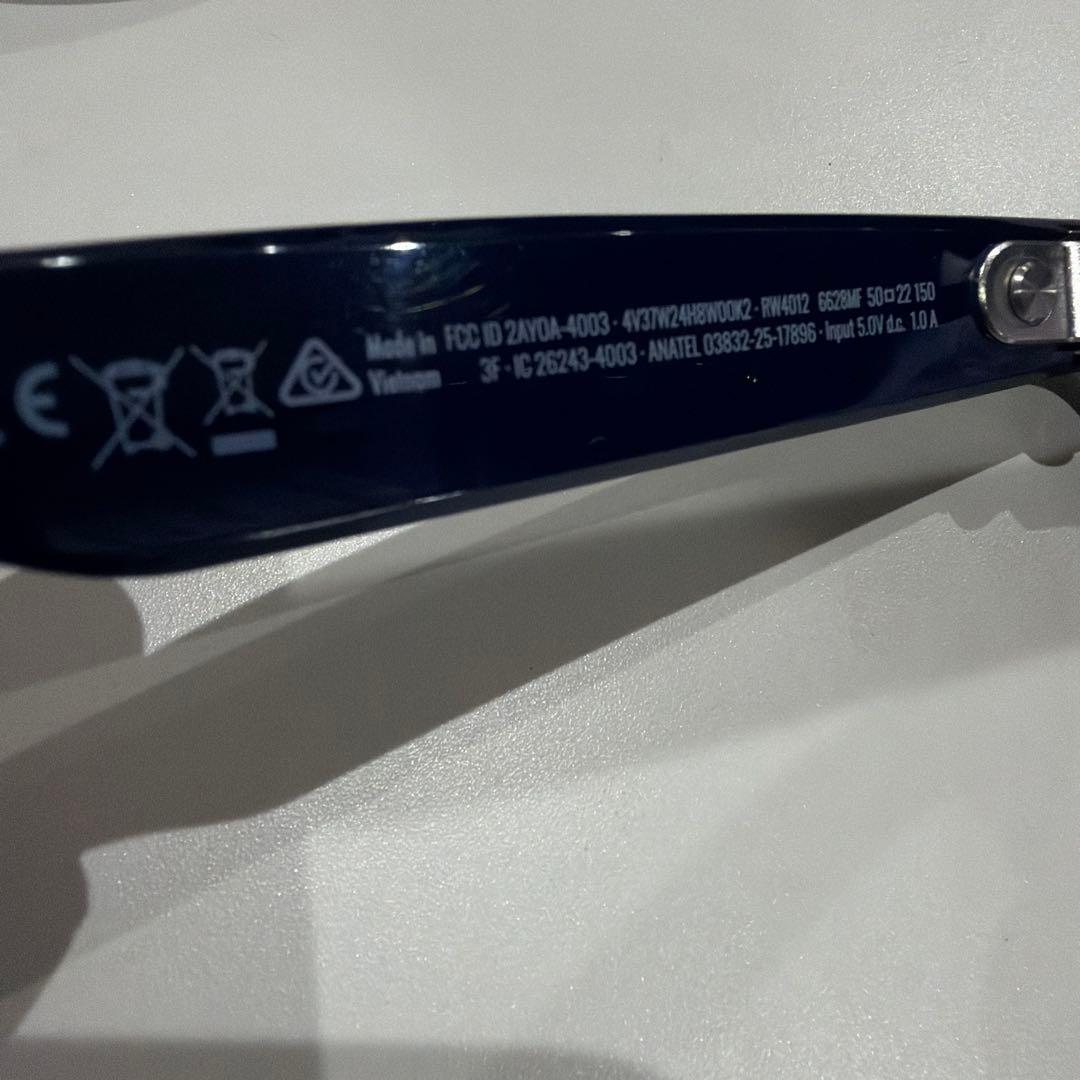 CE
Made in FCC ID 2AYOA-4003 · 4V37W24H8W00K2 · RW4012 6628MF 50□22 150
Vietnam 3F · IC 26243-4003 · ANATEL 03832-25-17896 · Input 5.0V d.c. 1.0 A